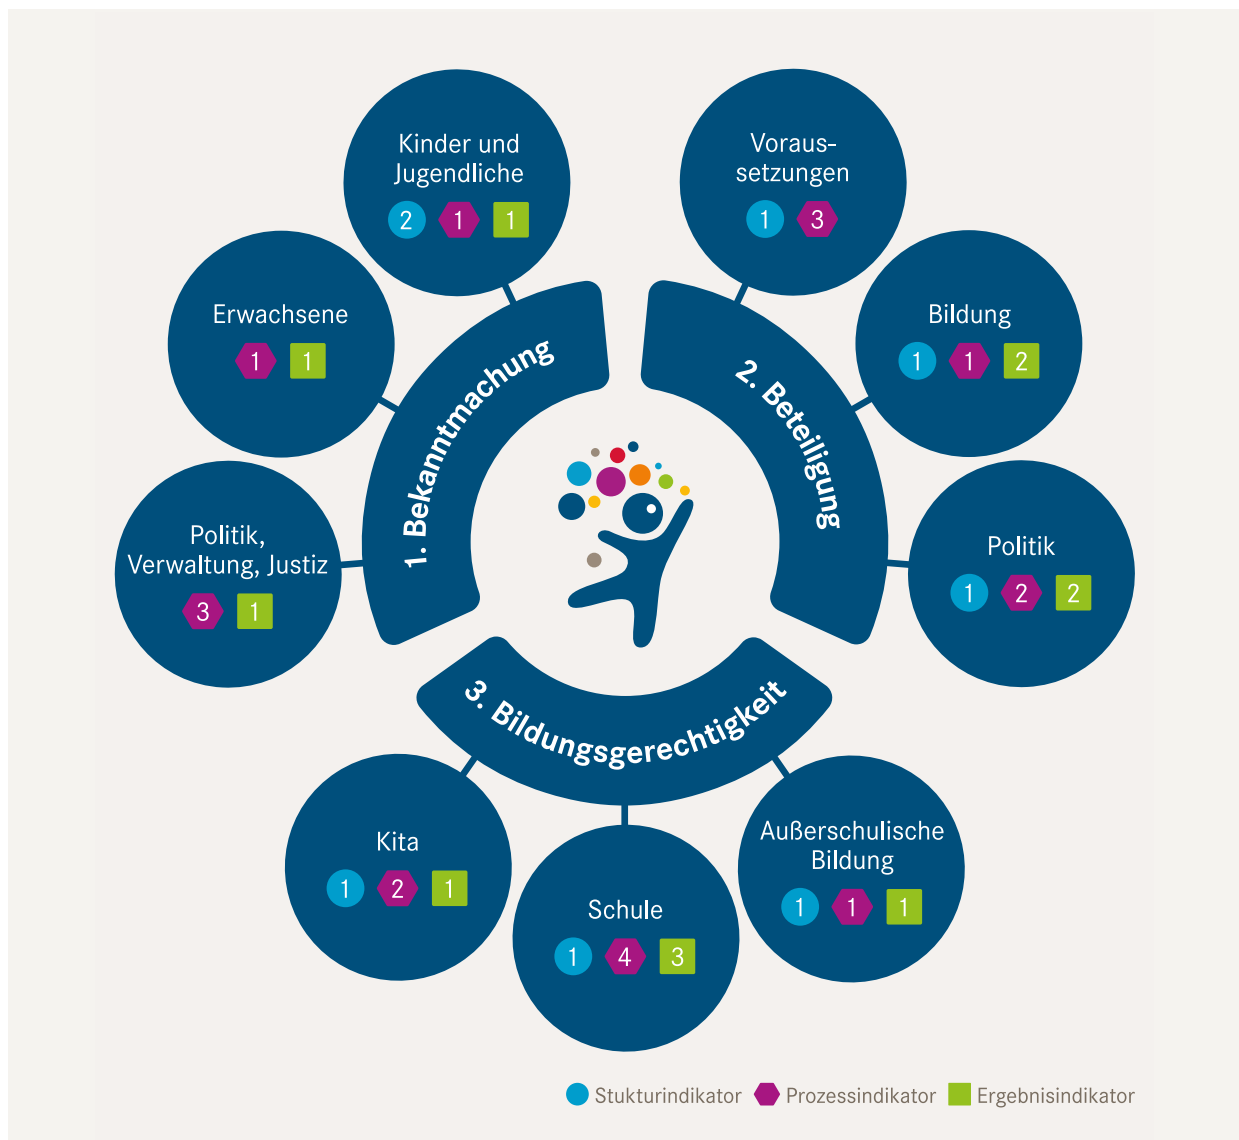 1. Bekanntmachung
Kinder und
Jugendliche
2 1 1
Erwachsene
1 1
Politik,
Verwaltung, Justiz
3 1
2. Beteiligung
Voraus-
setzungen
1 3
Bildung
1 1 2
Politik
1 2 2
3. Bildungsgerechtigkeit
Kita
1 2 1
Schule
1 4 3
Außerschulische
Bildung
1 1 1
Stukturindikator Prozessindikator Ergebnisindikator